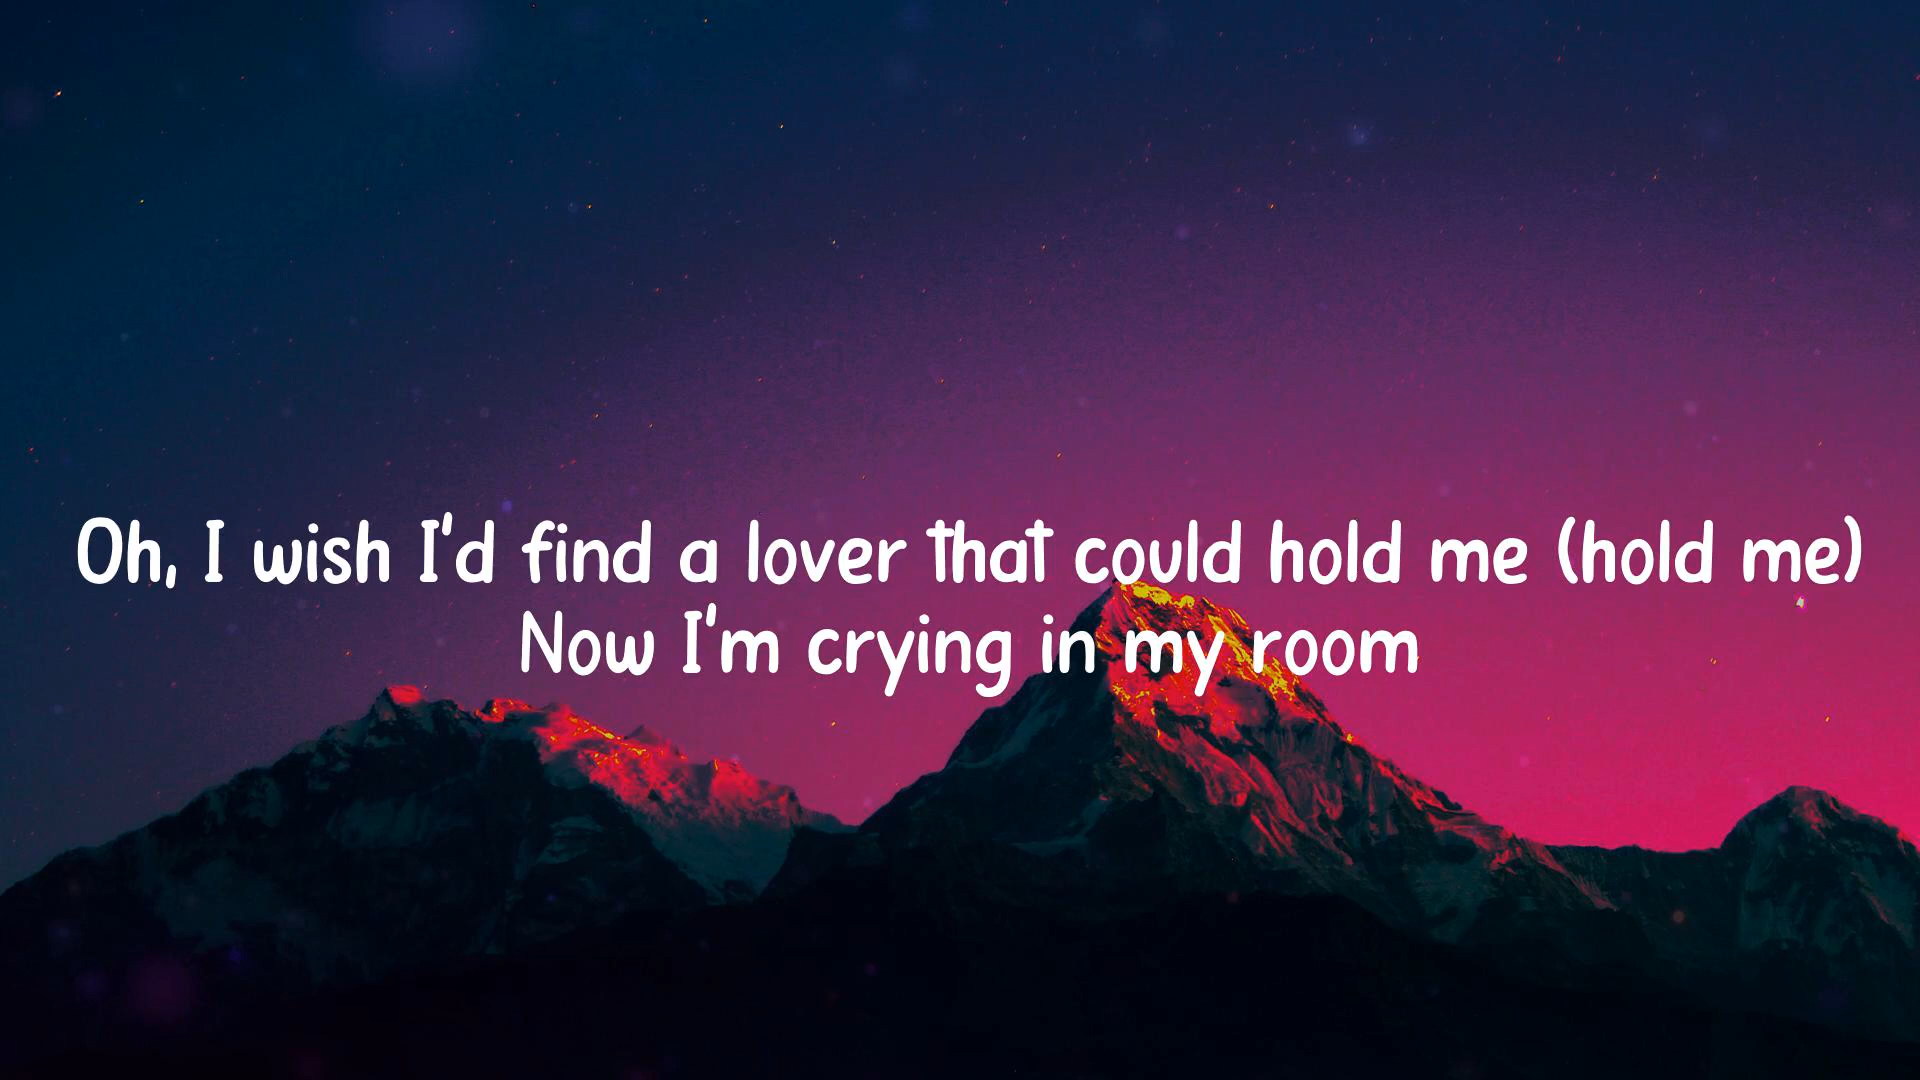 Oh, I wish I'd find a lover that could hold me (hold me)
Now I'm crying in my room